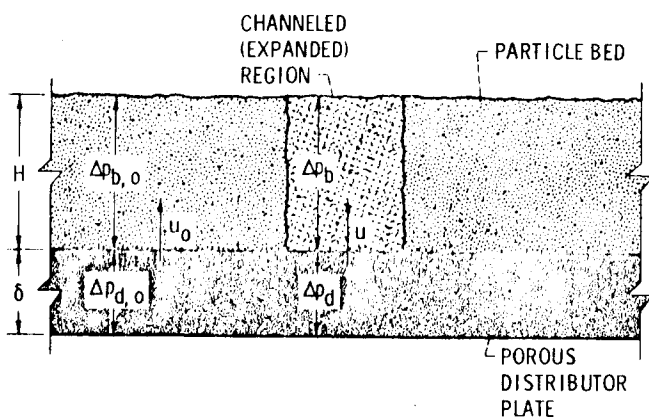 CHANNELED
(EXPANDED)
REGION
PARTICLE BED
H
Δp_b,o
Δp_b
u_o
u
δ
Δp_d,o
Δp_d
POROUS
DISTRIBUTOR
PLATE